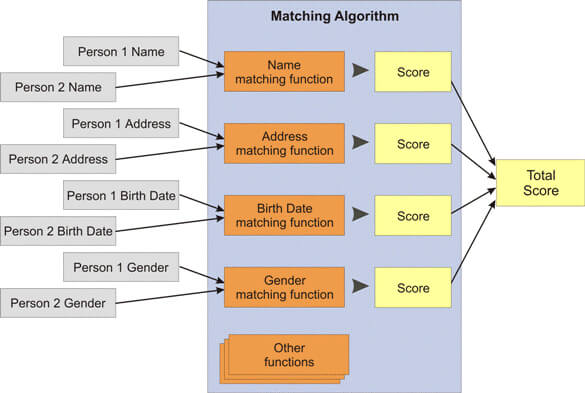 Matching Algorithm
Person 1 Name
Person 2 Name
Name
matching function
Score
Person 1 Address
Person 2 Address
Address
matching function
Score
Person 1 Birth Date
Person 2 Birth Date
Birth Date
matching function
Score
Person 1 Gender
Person 2 Gender
Gender
matching function
Score
Total
Score
Other
functions